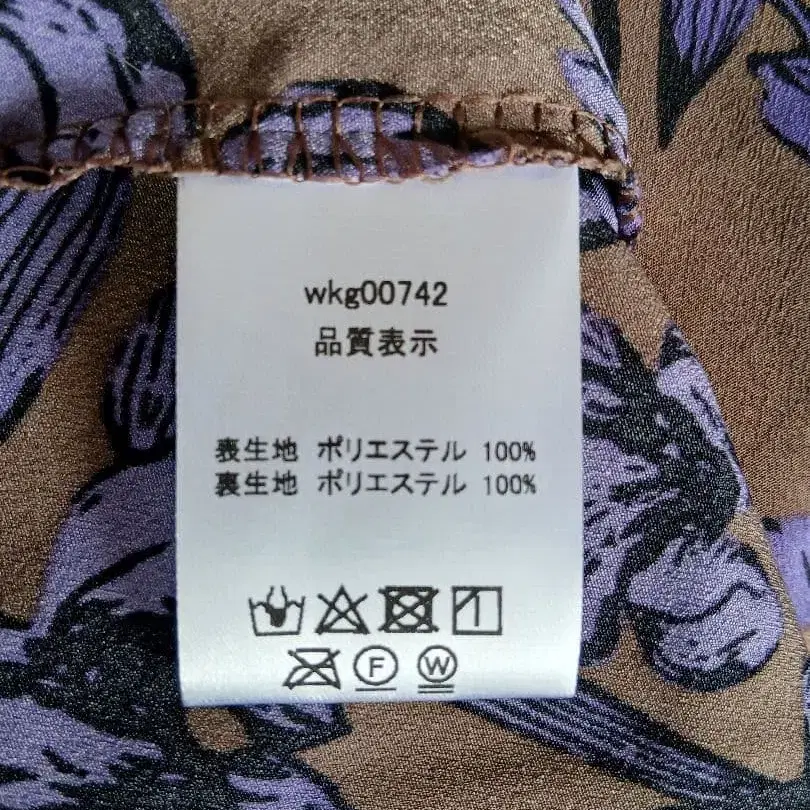 wkg00742
品質表示
表生地 ポリエステル 100%
裏生地 ポリエステル 100%
F W